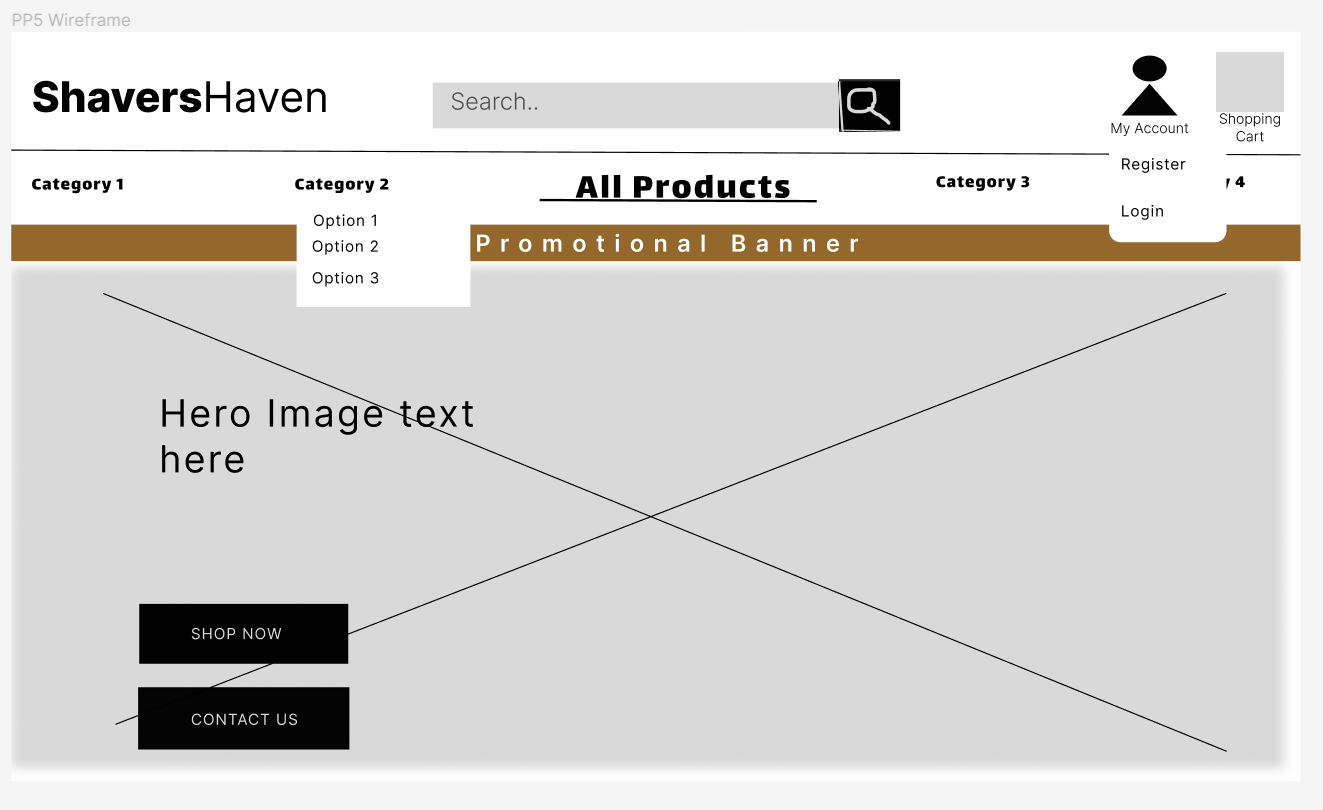 PP5 Wireframe
ShaversHaven
Search..
My Account
Shopping
Cart
Register
Login
Category 1
Category 2
All Products
Category 3
4
Option 1
Option 2
Option 3
Promotional Banner
Hero Image text
here
SHOP NOW
CONTACT US